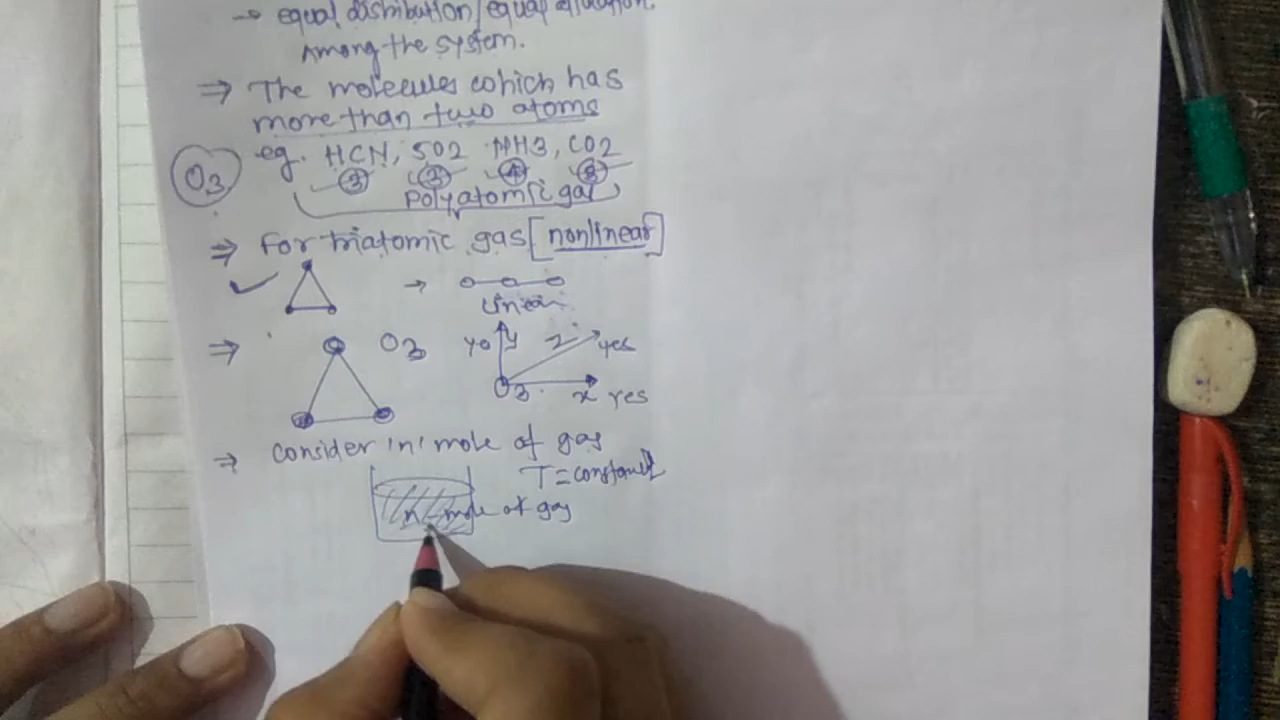 → equal distribution/equal
Among the system.
⇒ The molecules which has
more than two atoms
O3 eg. HCN, SO2 NH3, CO2
3 3 4 3
Polyatomic gas
⇒ For triatomic gas [nonlinear]
→ Linear
⇒ O3 y z yes
O3 x yes
⇒ Consider 'n' mole of gas
T = constant
n - mole of gas